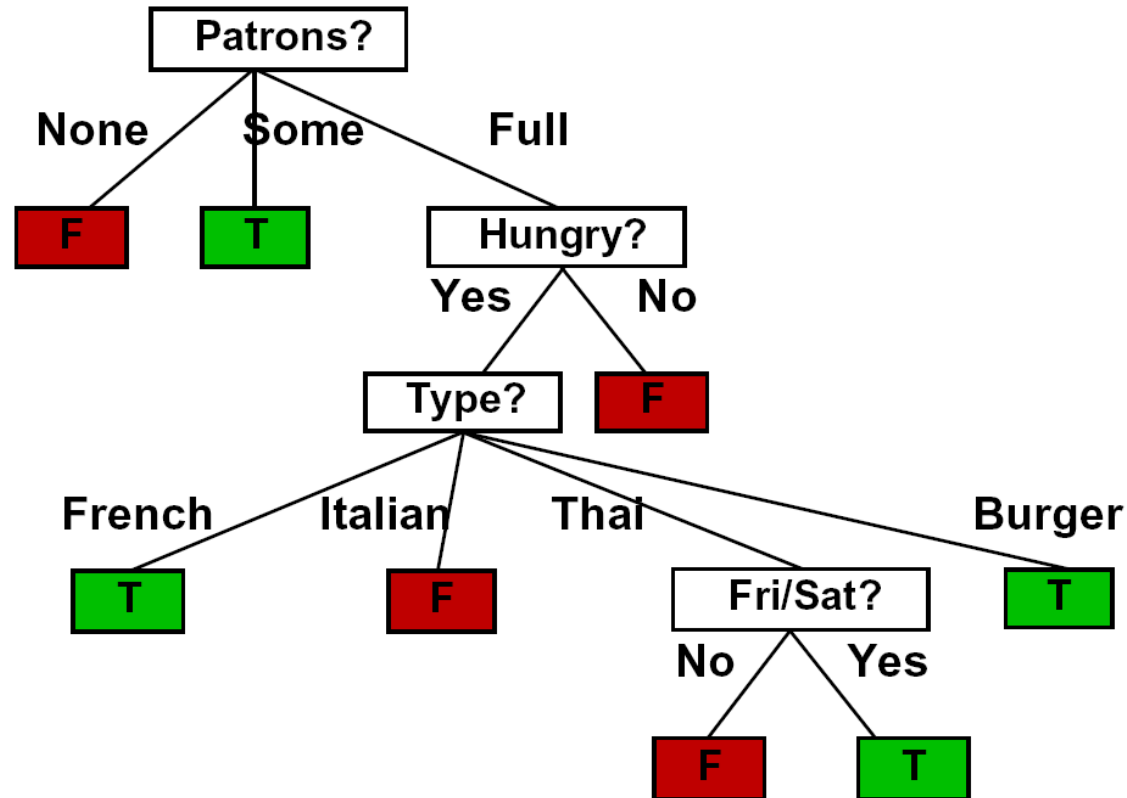 Patrons?
None Some Full
F T Hungry?
Yes No
Type? F
French Italian Thai Burger
T F Fri/Sat? T
No Yes
F T